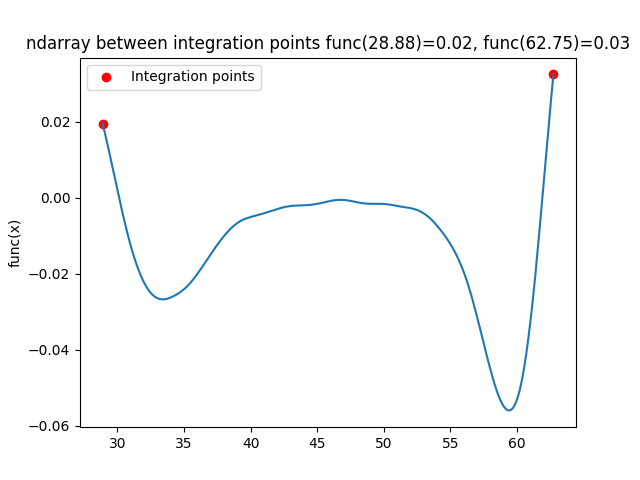 ndarray between integration points func(28.88)=0.02, func(62.75)=0.03
Integration points
func(x)
0.02
0.00
−0.02
−0.04
−0.06
30 35 40 45 50 55 60